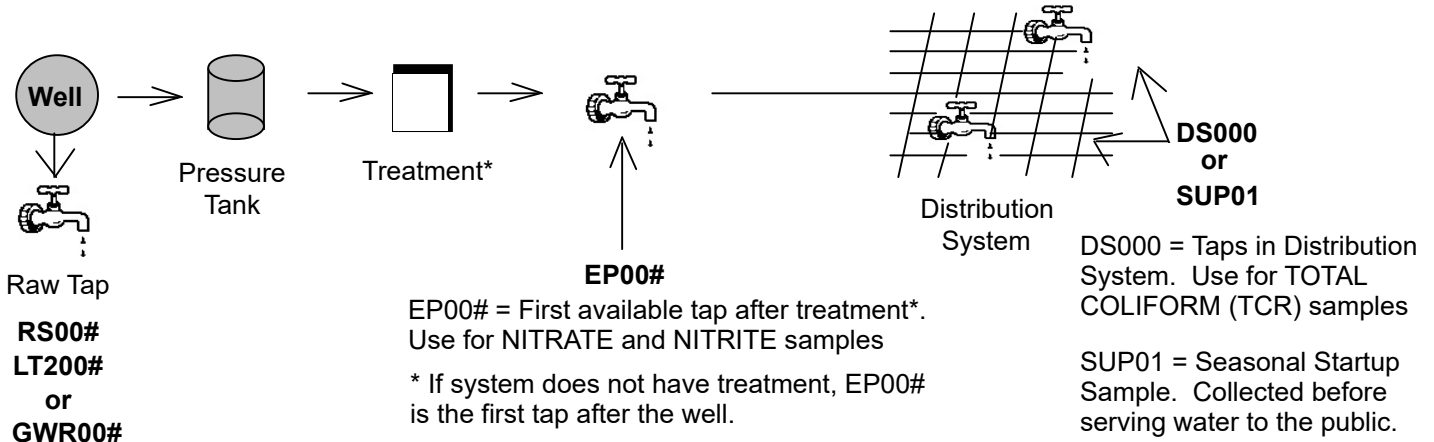 Well
Pressure
Tank
Treatment*
Raw Tap
RS00#
LT200#
or
GWR00#
EP00#
EP00# = First available tap after treatment*.
Use for NITRATE and NITRITE samples
* If system does not have treatment, EP00#
is the first tap after the well.
Distribution
System
DS000
or
SUP01
DS000 = Taps in Distribution
System. Use for TOTAL
COLIFORM (TCR) samples
SUP01 = Seasonal Startup
Sample. Collected before
serving water to the public.